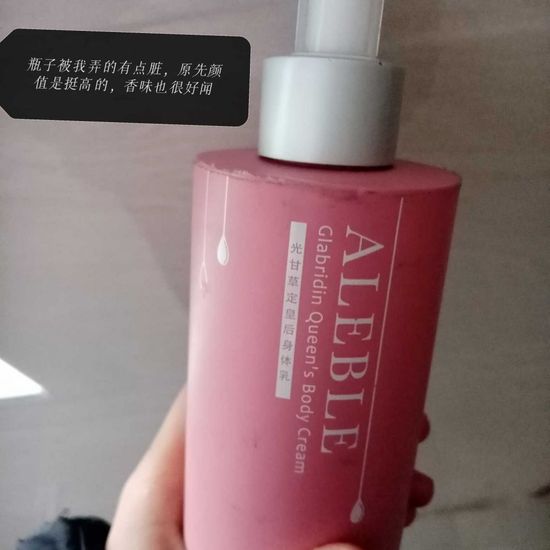 瓶子被我弄的有点脏，原先颜
值是挺高的，香味也很好闻
ALEBLE
Glabridin Queen's Body Cream
光甘草定皇后身体乳